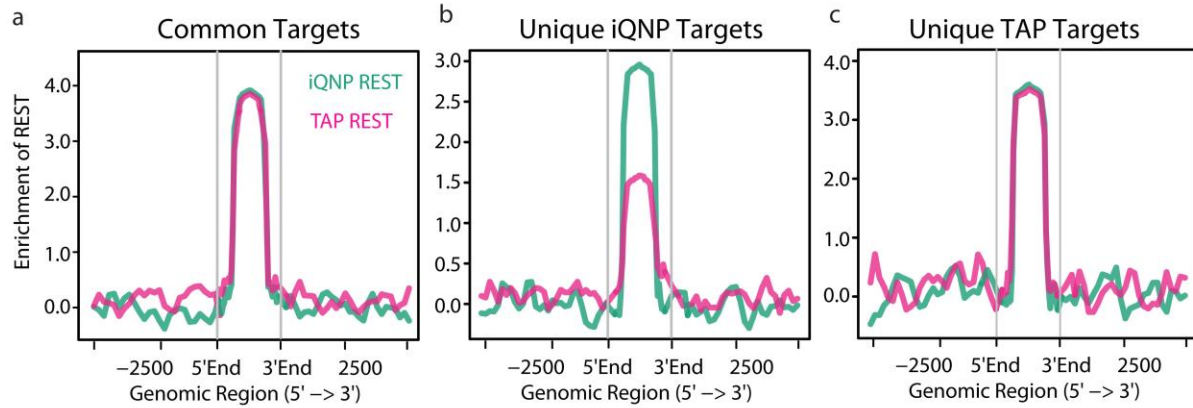 a
Common Targets
Enrichment of REST
4.0
3.0
2.0
1.0
0.0
iQNP REST
TAP REST
−2500
5'End
3'End
2500
Genomic Region (5' −> 3')
b
Unique iQNP Targets
3.0
2.5
2.0
1.5
1.0
0.5
0.0
−2500
5'End
3'End
2500
Genomic Region (5' −> 3')
c
Unique TAP Targets
4.0
3.0
2.0
1.0
0.0
−2500
5'End
3'End
2500
Genomic Region (5' −> 3')